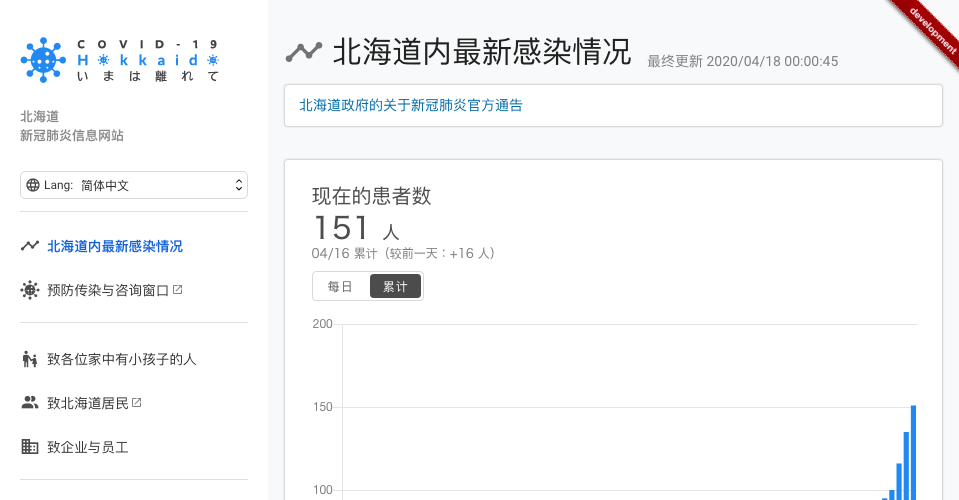 COVID-19
Hokkaido
いまは離れて
北海道
新冠肺炎信息网站
Lang: 简体中文
北海道内最新感染情况
预防传染与咨询窗口
致各位家中有小孩子的人
致北海道居民
致企业与员工
development
北海道内最新感染情况 最终更新 2020/04/18 00:00:45
北海道政府的关于新冠肺炎官方通告
现在的患者数
151 人
04/16 累计（较前一天：+16 人）
每日 累计
200
150
100